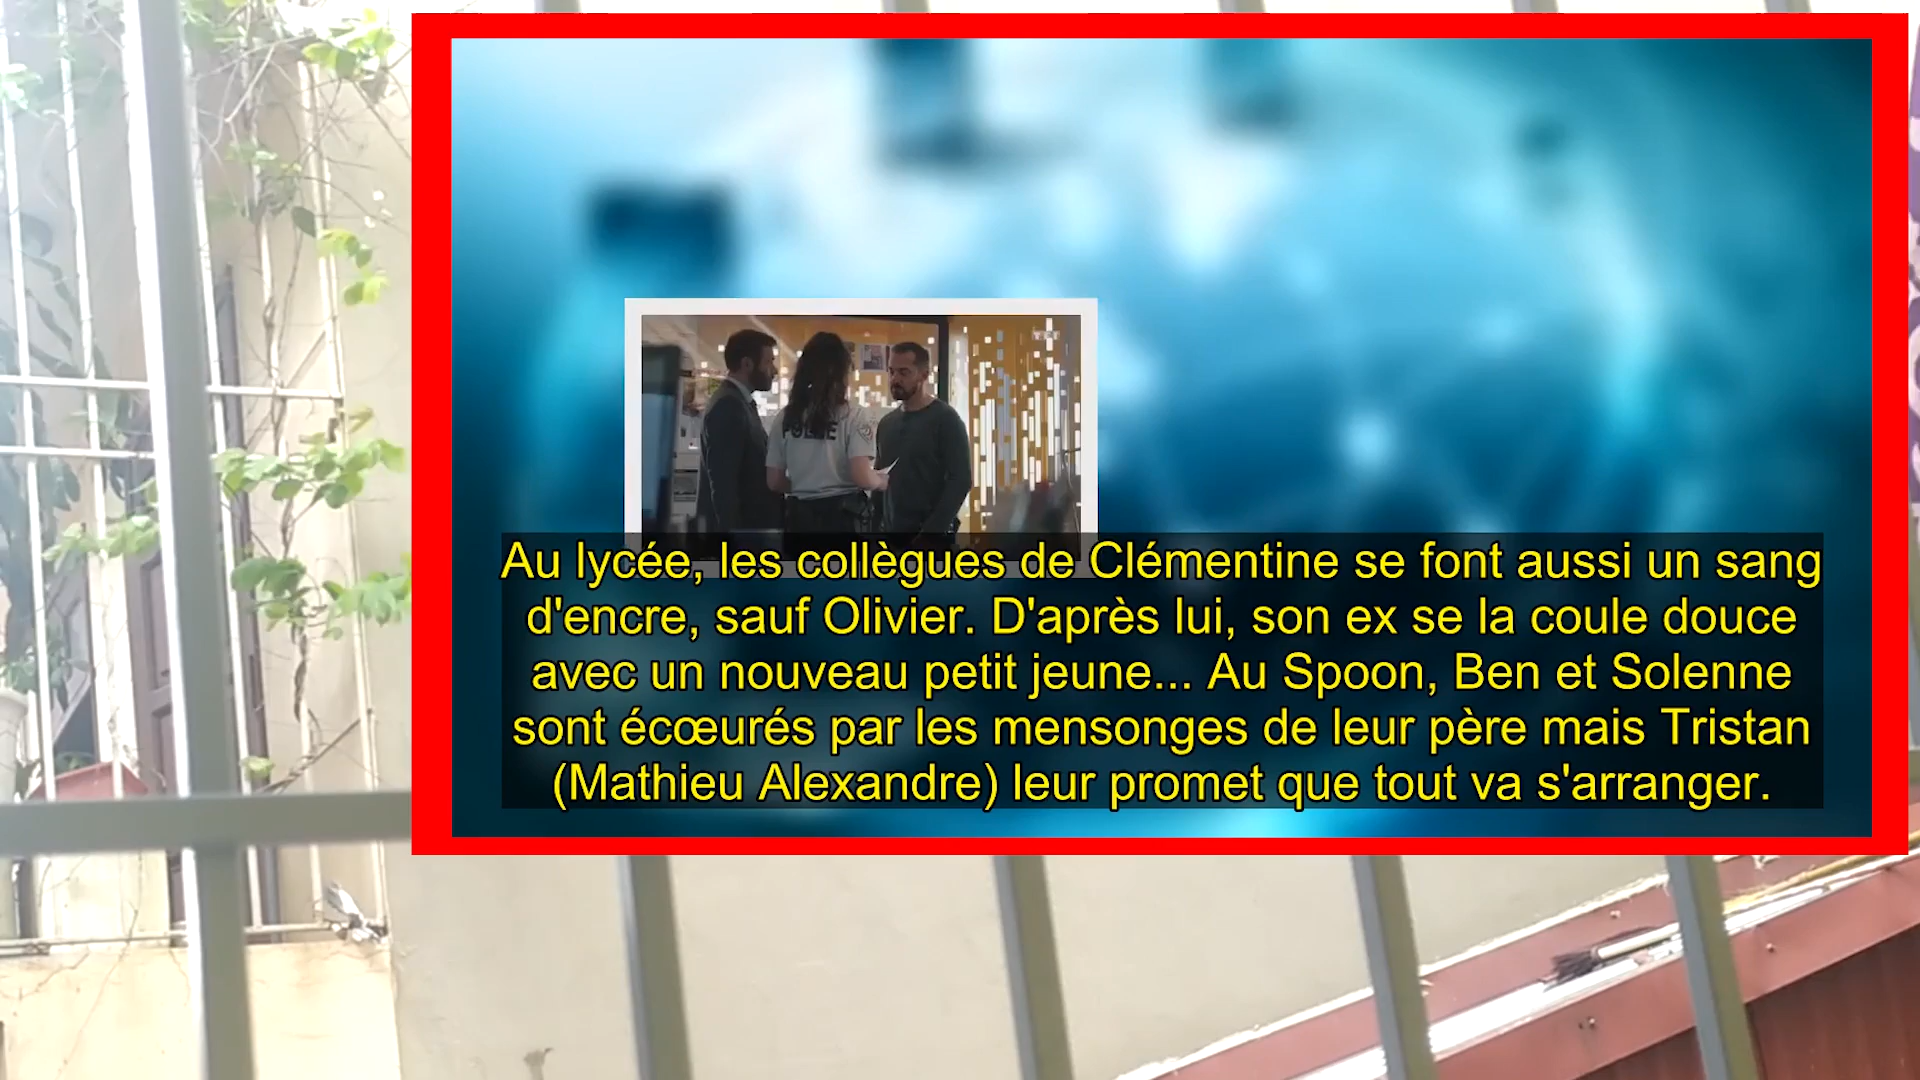 POLICE
Au lycée, les collègues de Clémentine se font aussi un sang
d'encre, sauf Olivier. D'après lui, son ex se la coule douce
avec un nouveau petit jeune... Au Spoon, Ben et Solenne
sont écœurés par les mensonges de leur père mais Tristan
(Mathieu Alexandre) leur promet que tout va s'arranger.